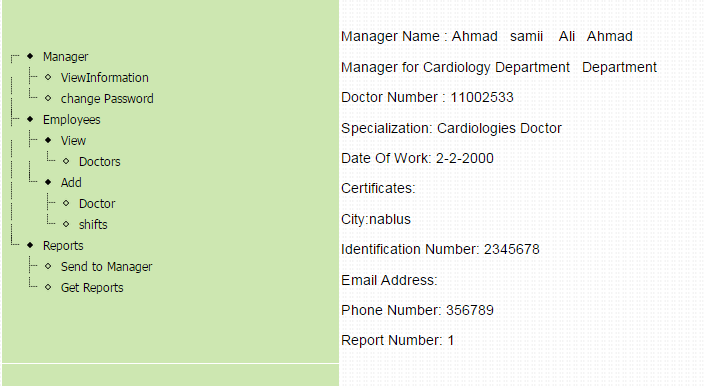 Manager
ViewInformation
change Password
Employees
View
Doctors
Add
Doctor
shifts
Reports
Send to Manager
Get Reports
Manager Name : Ahmad samii Ali Ahmad
Manager for Cardiology Department Department
Doctor Number : 11002533
Specialization: Cardiologies Doctor
Date Of Work: 2-2-2000
Certificates:
City:nablus
Identification Number: 2345678
Email Address:
Phone Number: 356789
Report Number: 1